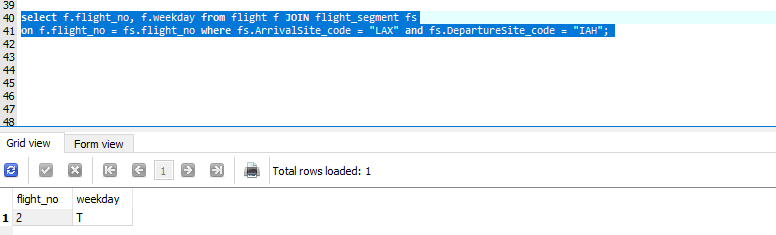 39
40 select f.flight_no, f.weekday from flight f JOIN flight_segment fs
41 on f.flight_no = fs.flight_no where fs.ArrivalSite_code = "LAX" and fs.DepartureSite_code = "IAH";
42
43
44
45
46
47
48
Grid view Form view
1 Total rows loaded: 1
flight_no weekday
1 2 T